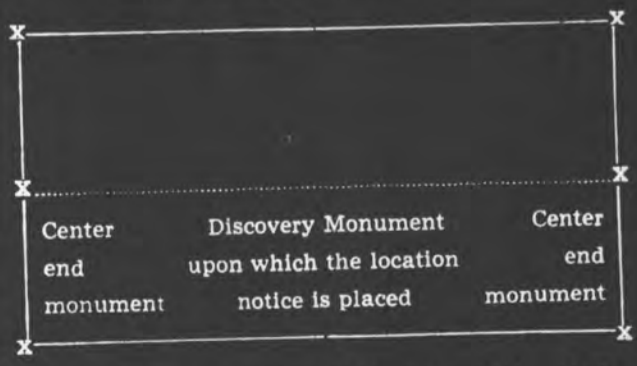 X X
X X
Center Discovery Monument Center
end upon which the location end
monument notice is placed monument
X X